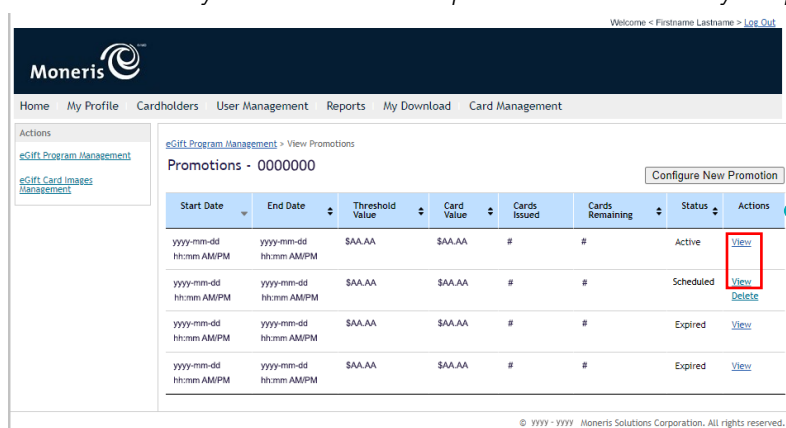 Welcome < Firstname Lastname > Log Out
Moneris
Home My Profile Cardholders User Management Reports My Download Card Management
Actions
eGift Program Management
eGift Card Images
Management
eGift Program Management > View Promotions
Promotions - 0000000
Configure New Promotion
Start Date End Date Threshold Value Card Value Cards Issued Cards Remaining Status Actions
yyyy-mm-dd yyyy-mm-dd $AA.AA $AA.AA # # Active View
hh:mm AM/PM hh:mm AM/PM
yyyy-mm-dd yyyy-mm-dd $AA.AA $AA.AA # # Scheduled View
hh:mm AM/PM hh:mm AM/PM Delete
yyyy-mm-dd yyyy-mm-dd $AA.AA $AA.AA # # Expired View
hh:mm AM/PM hh:mm AM/PM
yyyy-mm-dd yyyy-mm-dd $AA.AA $AA.AA # # Expired View
hh:mm AM/PM hh:mm AM/PM
© yyyy - yyyy Moneris Solutions Corporation. All rights reserved.